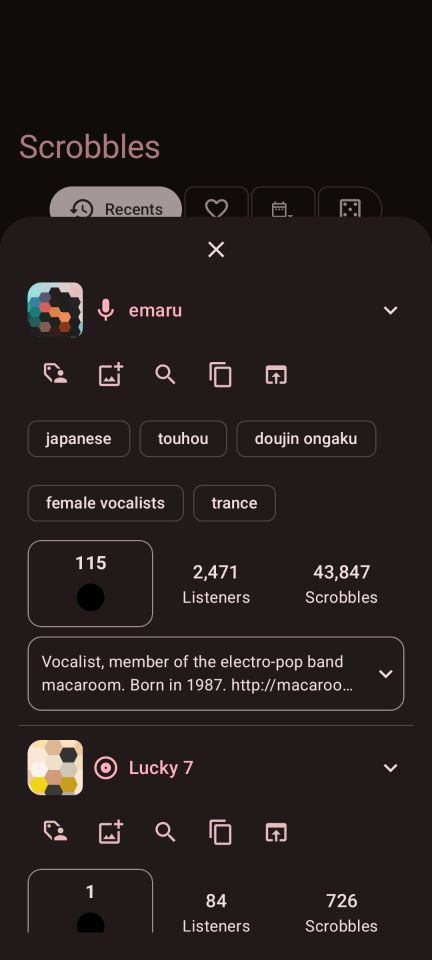 Scrobbles
Recents
emaru
japanese
touhou
doujin ongaku
female vocalists
trance
115
2,471
43,847
Listeners
Scrobbles
Vocalist, member of the electro-pop band
macaroom. Born in 1987. http://macaroo…
Lucky 7
1
84
726
Listeners
Scrobbles